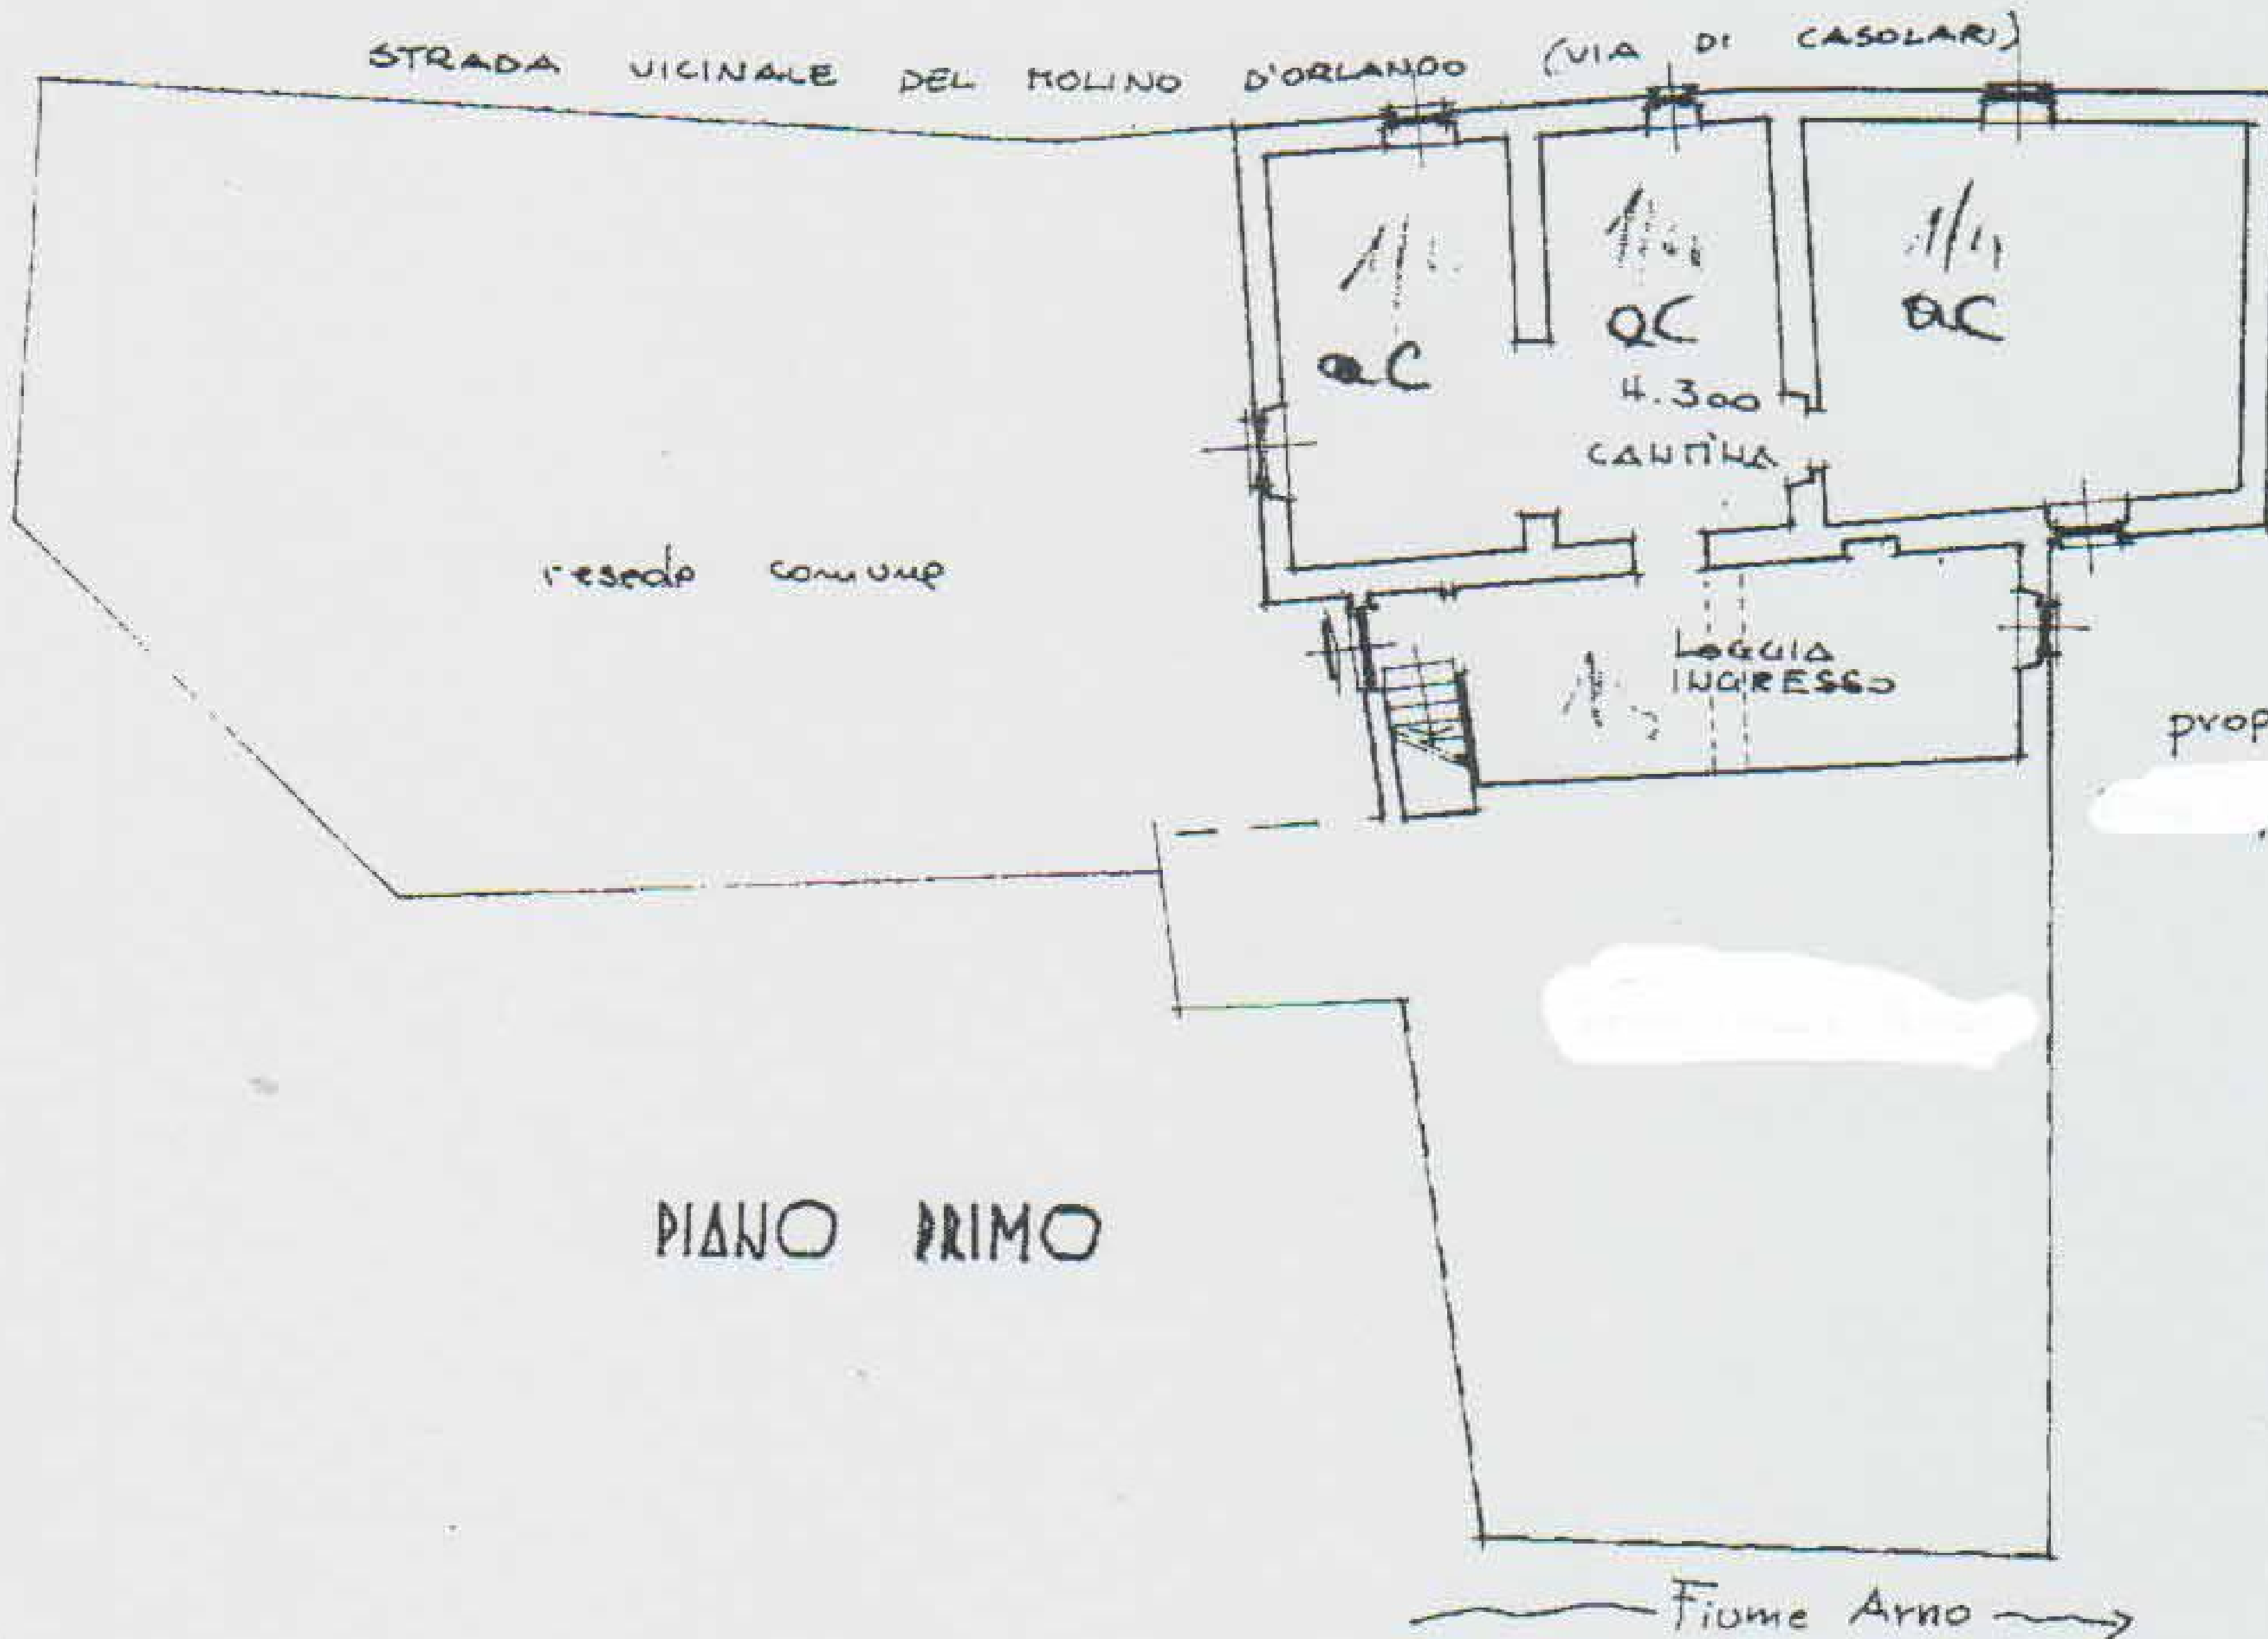 STRADA VICINALE DEL MOLINO D'ORLANDO (VIA DI CASOLARI)
QC
QC
QC
H.300
CANTINA
resede comune
LOGGIA
INGRESSO
prop
PIANO PRIMO
Fiume Arno